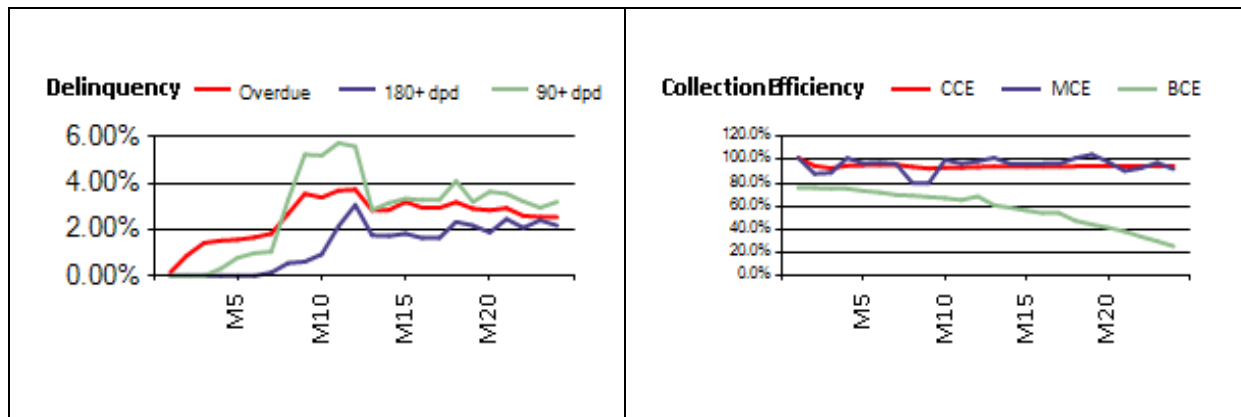 Delinquency Overdue 180+ dpd 90+ dpd
6.00%
4.00%
2.00%
0.00%
M5 M10 M15 M20
CollectionEfficiency CCE MCE BCE
120.0%
100.0%
80.0%
60.0%
40.0%
20.0%
0.0%
M5 M10 M15 M20